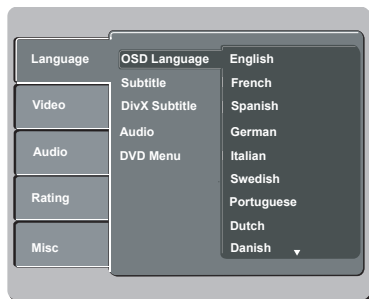 Language
Video
Audio
Rating
Misc
OSD Language
Subtitle
DivX Subtitle
Audio
DVD Menu
English
French
Spanish
German
Italian
Swedish
Portuguese
Dutch
Danish